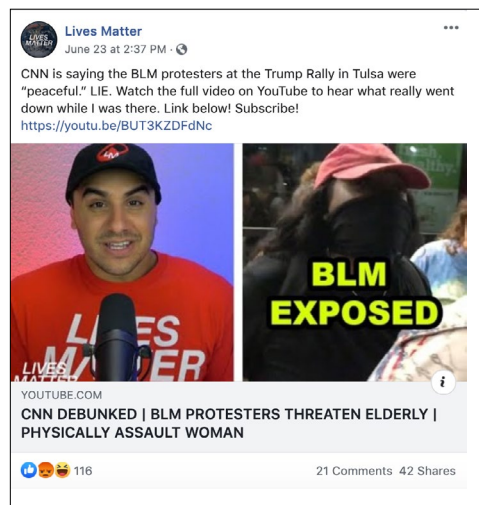 LIVES
MATTER
Lives Matter
June 23 at 2:37 PM ·
CNN is saying the BLM protesters at the Trump Rally in Tulsa were
"peaceful." LIE. Watch the full video on YouTube to hear what really went
down while I was there. Link below! Subscribe!
https://youtu.be/BUT3KZDFdNc
BLM
EXPOSED
LIVES
MATTER
LIVES
MATTER
i
YOUTUBE.COM
CNN DEBUNKED | BLM PROTESTERS THREATEN ELDERLY |
PHYSICALLY ASSAULT WOMAN
116
21 Comments 42 Shares